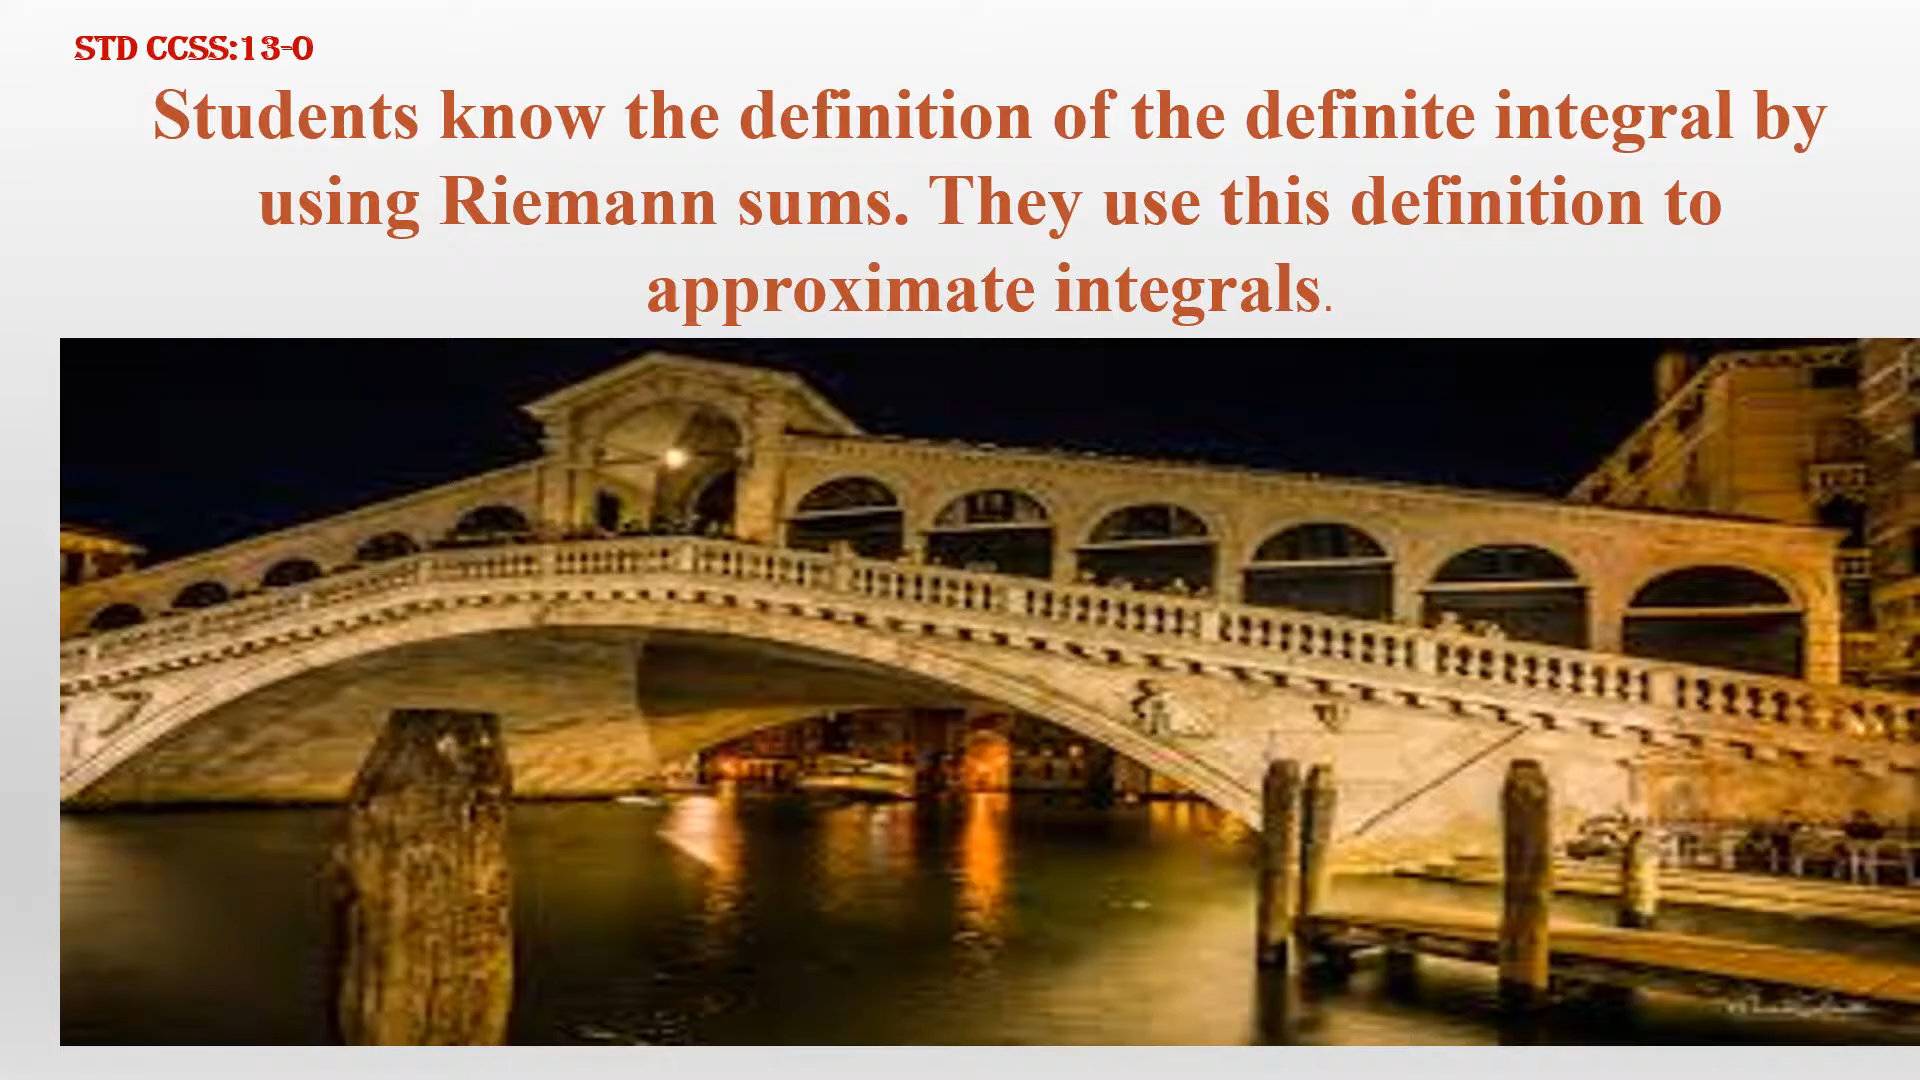 STD CCSS:13-0
Students know the definition of the definite integral by
using Riemann sums. They use this definition to
approximate integrals.